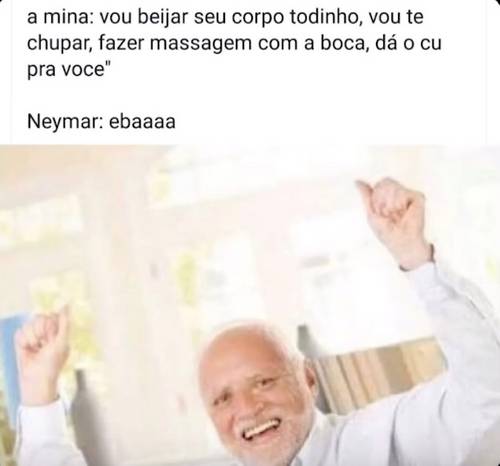 a mina: vou beijar seu corpo todinho, vou te
chupar, fazer massagem com a boca, dá o cu
pra voce"
Neymar: ebaaaa